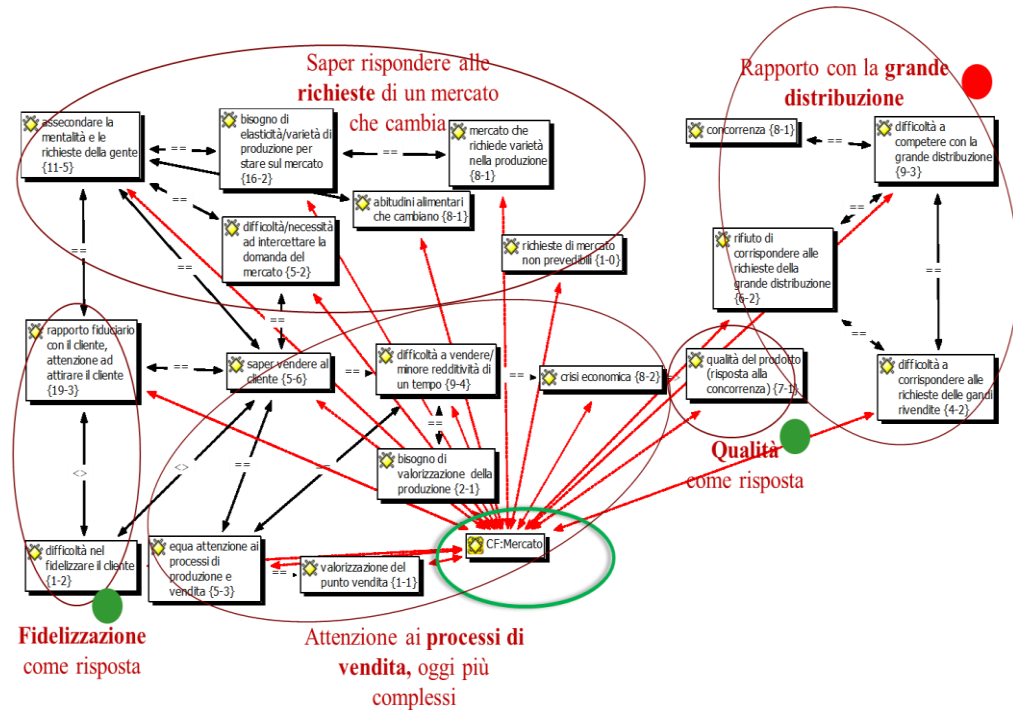 Saper rispondere alle
richieste di un mercato
che cambia
Rapporto con la grande
distribuzione
assecondare la
mentalità e le
richieste della gente
{11-5}
==
bisogno di
elasticità/varietà di
produzione per
stare sul mercato
{16-2}
==
mercato che
richiede varietà
nella produzione
{8-1}
concorrenza {8-1}
==
difficoltà a
competere con la
grande distribuzione
{9-3}
==
abitudini alimentari
che cambiano {8-1}
difficoltà/necessità
ad intercettare la
domanda del
mercato {5-2}
richieste di mercato
non prevedibili {1-0}
rifiuto di
corrispondere alle
richieste della
grande distribuzione
{6-2}
==
==
==
==
==
==
rapporto fiduciario
con il cliente,
attenzione ad
attirare il cliente
{19-3}
==
saper vendere al
cliente {5-6}
==
difficoltà a vendere/
minore redditività di
un tempo {9-4}
==
crisi economica {8-2}
qualità del prodotto
(risposta alla
concorrenza) {7-1}
difficoltà a
corrispondere alle
richieste delle gandi
rivendite {4-2}
==
Qualità
come risposta
<>
<>
==
==
bisogno di
valorizzazione della
produzione {2-1}
difficoltà nel
fidelizzare il cliente
{1-2}
equa attenzione ai
processi di
produzione e
vendita {5-3}
==
valorizzazione del
punto vendita {1-1}
CF:Mercato
Fidelizzazione
come risposta
Attenzione ai processi di
vendita, oggi più
complessi